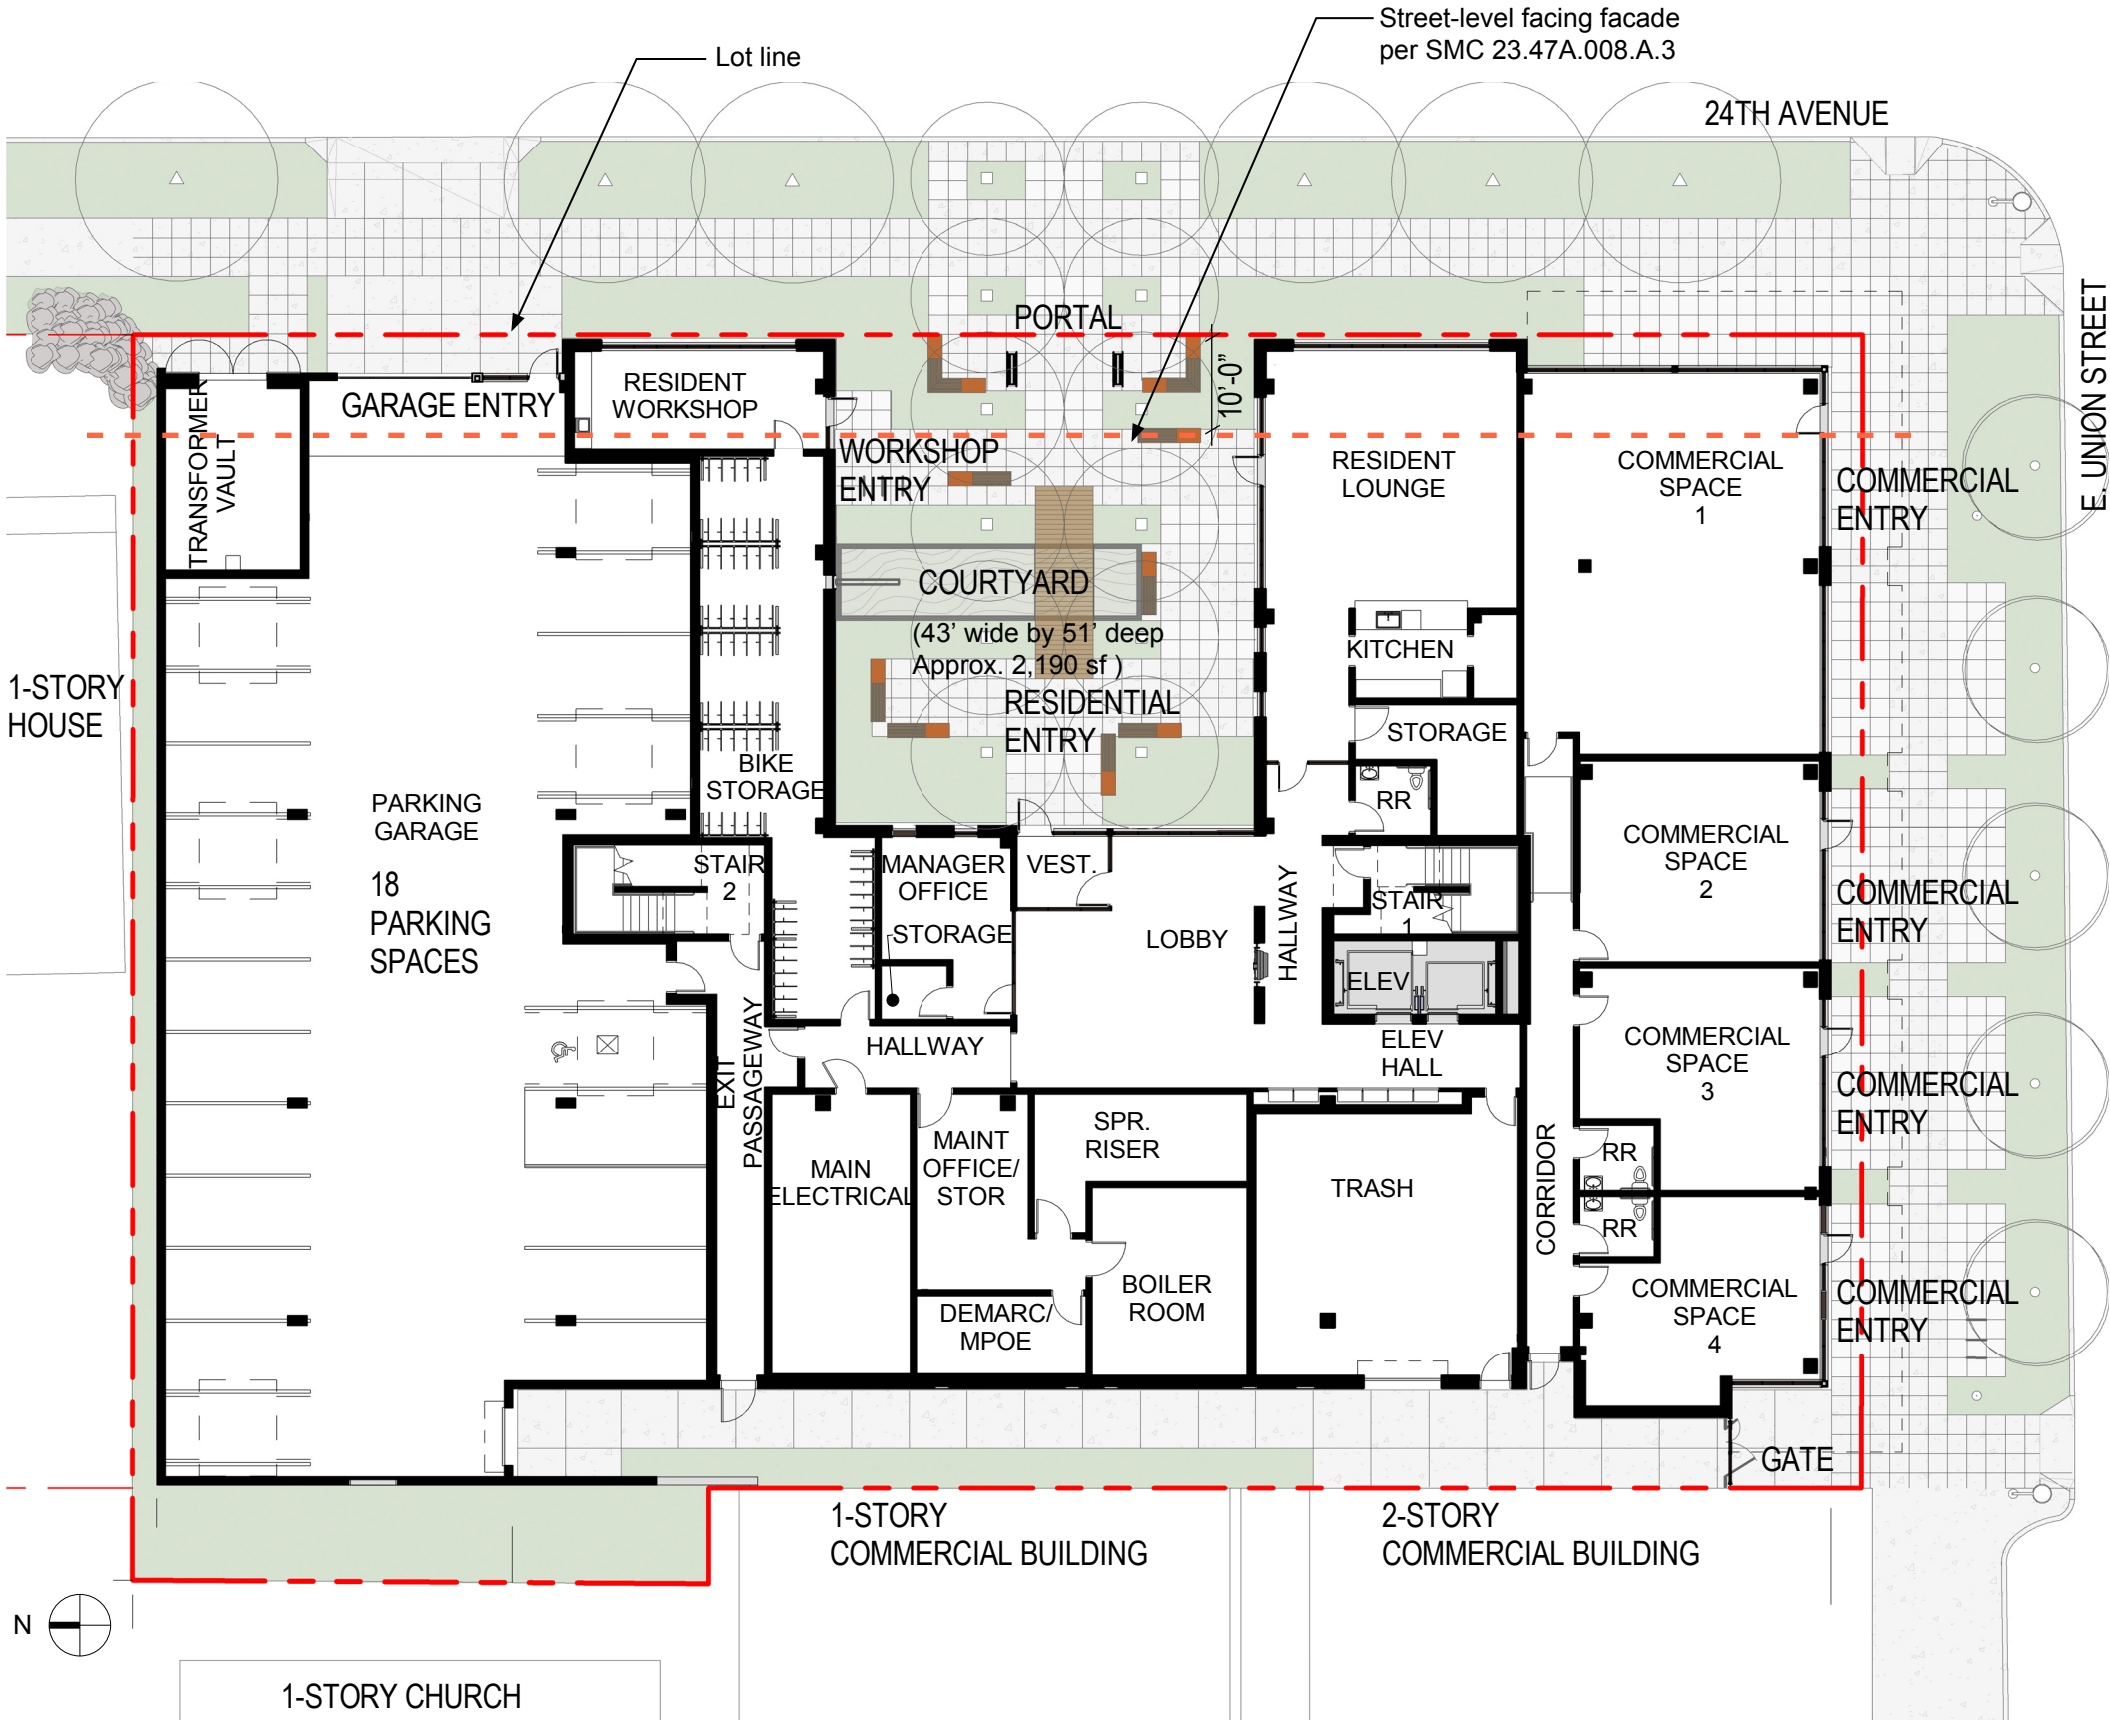 Street-level facing facade
per SMC 23.47A.008.A.3
Lot line
24TH AVENUE
E. UNION STREET
PORTAL
10'-0"
TRANSFORMER
VAULT
GARAGE ENTRY
RESIDENT
WORKSHOP
WORKSHOP
ENTRY
RESIDENT
LOUNGE
COMMERCIAL
SPACE
1
COMMERCIAL
ENTRY
COURTYARD
(43' wide by 51' deep
Approx. 2,190 sf )
RESIDENTIAL
ENTRY
KITCHEN
STORAGE
RR
1-STORY
HOUSE
BIKE
STORAGE
PARKING
GARAGE
18
PARKING
SPACES
STAIR
2
MANAGER
OFFICE
STORAGE
VEST.
LOBBY
HALLWAY
STAIR
1
ELEV
COMMERCIAL
SPACE
2
COMMERCIAL
ENTRY
HALLWAY
ELEV
HALL
EXIT
PASSAGEWAY
COMMERCIAL
SPACE
3
COMMERCIAL
ENTRY
MAIN
ELECTRICAL
MAINT
OFFICE/
STOR
SPR.
RISER
TRASH
CORRIDOR
RR
RR
BOILER
ROOM
DEMARC/
MPOE
COMMERCIAL
SPACE
4
COMMERCIAL
ENTRY
GATE
1-STORY
COMMERCIAL BUILDING
2-STORY
COMMERCIAL BUILDING
N
1-STORY CHURCH